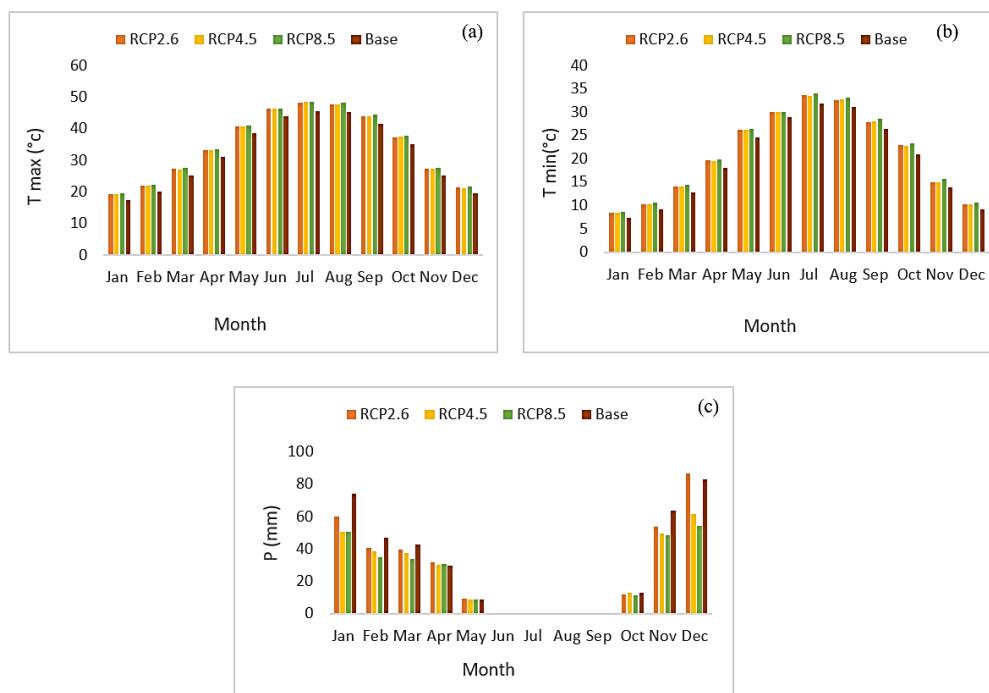 (a)
RCP2.6 RCP4.5 RCP8.5 Base
60
50
40
30
20
10
0
T max (°c)
Jan Feb Mar Apr May Jun Jul Aug Sep Oct Nov Dec
Month
(b)
RCP2.6 RCP4.5 RCP8.5 Base
40
35
30
25
20
15
10
5
0
T min(°c)
Jan Feb Mar Apr May Jun Jul Aug Sep Oct Nov Dec
Month
(c)
RCP2.6 RCP4.5 RCP8.5 Base
100
80
60
40
20
0
P (mm)
Jan Feb Mar Apr May Jun Jul Aug Sep Oct Nov Dec
Month